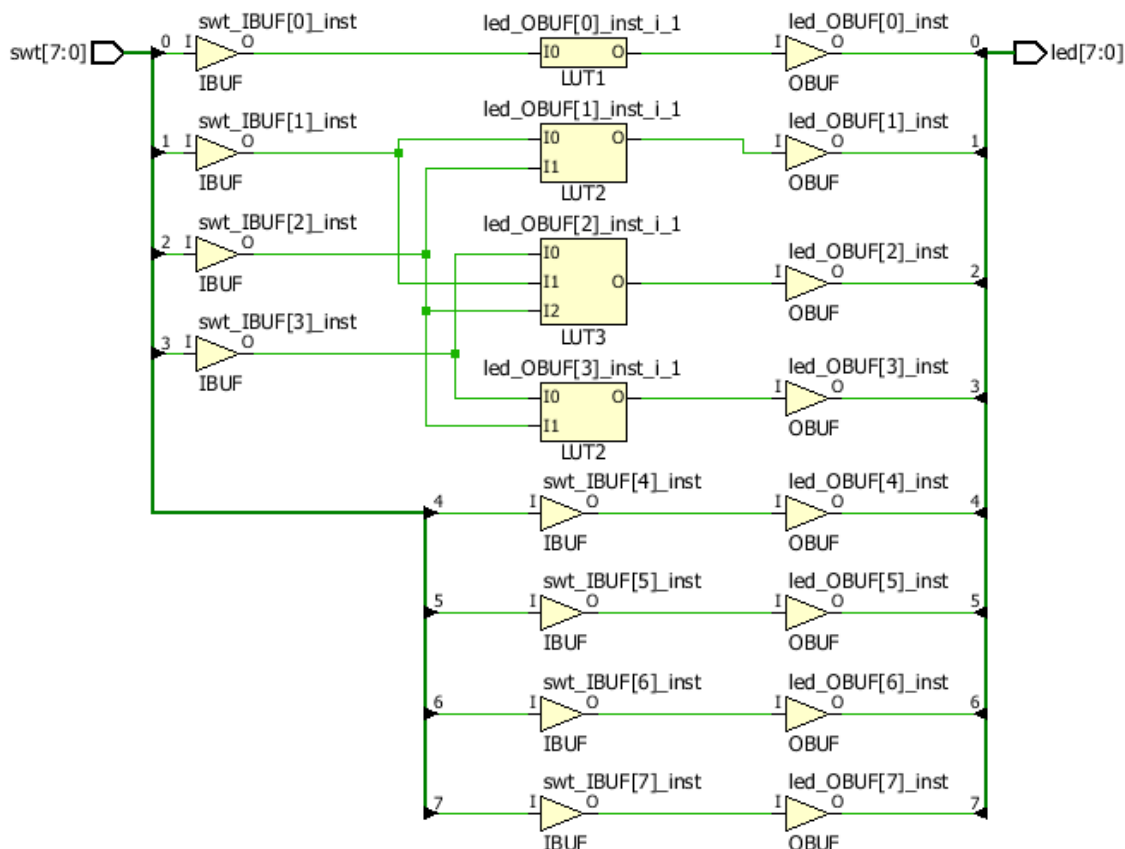 swt_IBUF[0]_inst led_OBUF[0]_inst_i_1 led_OBUF[0]_inst
swt[7:0] 0 I O I0 O I O 0 led[7:0]
IBUF LUT1 OBUF
swt_IBUF[1]_inst led_OBUF[1]_inst_i_1 led_OBUF[1]_inst
1 I O I0 O I O 1
I1
IBUF LUT2 OBUF
swt_IBUF[2]_inst led_OBUF[2]_inst_i_1 led_OBUF[2]_inst
2 I O I0
I1 O I O 2
IBUF I2 OBUF
swt_IBUF[3]_inst LUT3
3 I O
IBUF led_OBUF[3]_inst_i_1 led_OBUF[3]_inst
I0 O I O 3
I1 OBUF
LUT2
swt_IBUF[4]_inst led_OBUF[4]_inst
4 I O I O 4
IBUF OBUF
swt_IBUF[5]_inst led_OBUF[5]_inst
5 I O I O 5
IBUF OBUF
swt_IBUF[6]_inst led_OBUF[6]_inst
6 I O I O 6
IBUF OBUF
swt_IBUF[7]_inst led_OBUF[7]_inst
7 I O I O 7
IBUF OBUF